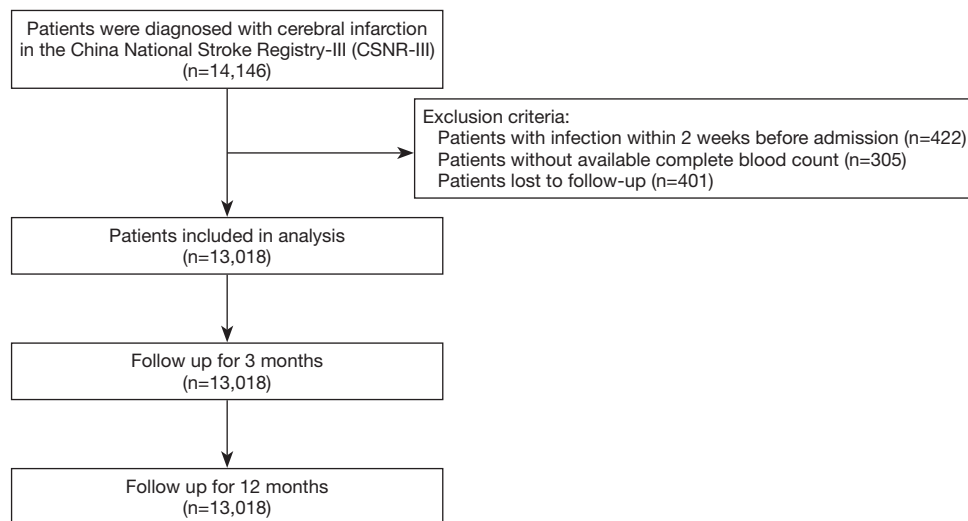 Patients were diagnosed with cerebral infarction
in the China National Stroke Registry-III (CSNR-III)
(n=14,146)
Exclusion criteria:
Patients with infection within 2 weeks before admission (n=422)
Patients without available complete blood count (n=305)
Patients lost to follow-up (n=401)
Patients included in analysis
(n=13,018)
Follow up for 3 months
(n=13,018)
Follow up for 12 months
(n=13,018)